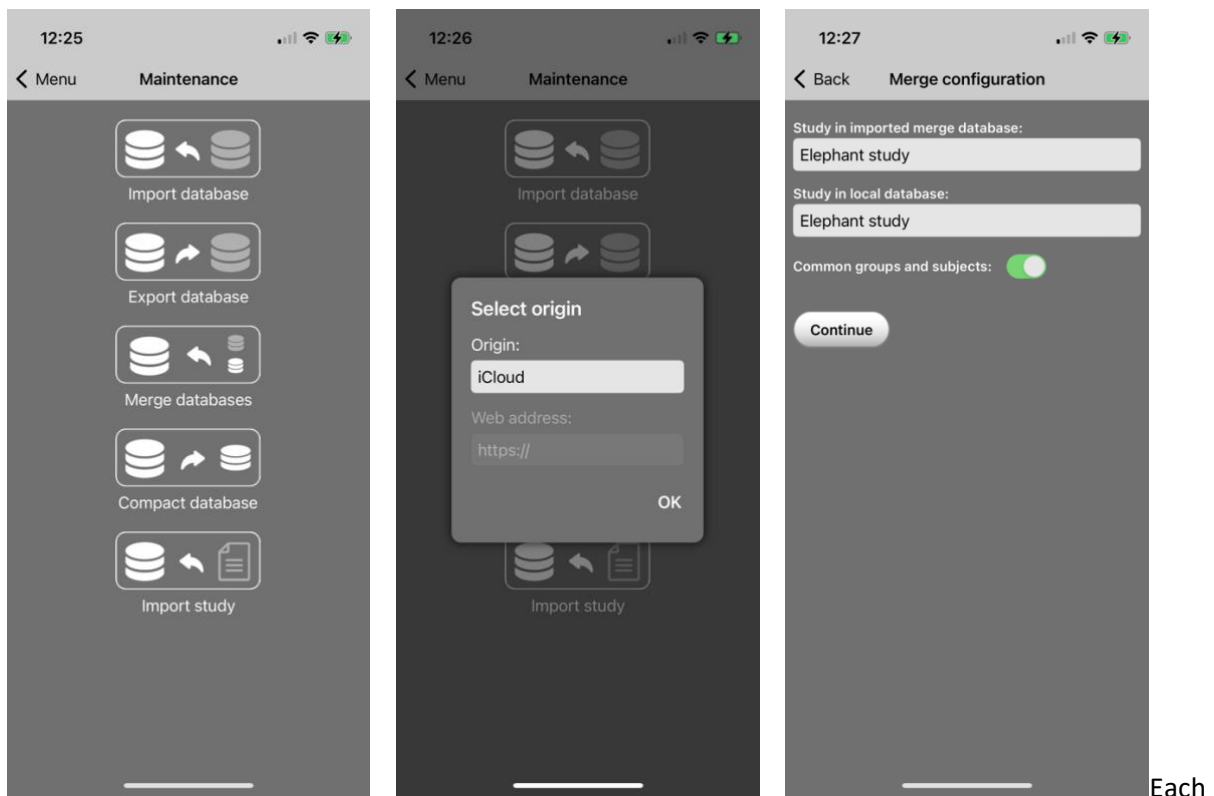 12:25
Menu Maintenance
Import database
Export database
Merge databases
Compact database
Import study
12:26
Menu Maintenance
Import database
Select origin
Origin:
iCloud
Web address:
https://
OK
Import study
12:27
Back Merge configuration
Study in imported merge database:
Elephant study
Study in local database:
Elephant study
Common groups and subjects:
Continue
Each